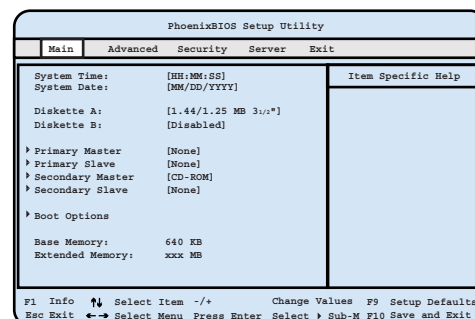 PhoenixBIOS Setup Utility
Main Advanced Security Server Exit
System Time: [HH:MM:SS]
System Date: [MM/DD/YYYY]
Item Specific Help
Diskette A: [1.44/1.25 MB 31/2"]
Diskette B: [Disabled]
Primary Master [None]
Primary Slave [None]
Secondary Master [CD-ROM]
Secondary Slave [None]
Boot Options
Base Memory: 640 KB
Extended Memory: xxx MB
F1 Info ↑↓ Select Item -/+ Change Values F9 Setup Defaults
Esc Exit ←→ Select Menu Press Enter Select ▶ Sub-M F10 Save and Exit